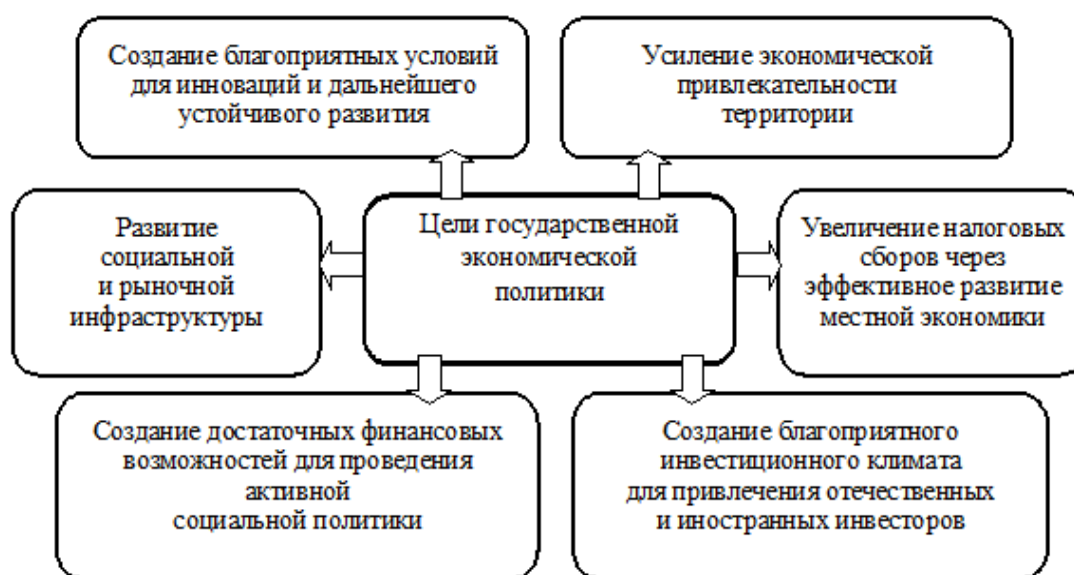 Создание благоприятных условий
для инноваций и дальнейшего
устойчивого развития
Усиление экономической
привлекательности
территории
Развитие
социальной
и рыночной
инфраструктуры
Цели государственной
экономической
политики
Увеличение налоговых
сборов через
эффективное развитие
местной экономики
Создание достаточных финансовых
возможностей для проведения
активной
социальной политики
Создание благоприятного
инвестиционного климата
для привлечения отечественных
и иностранных инвесторов